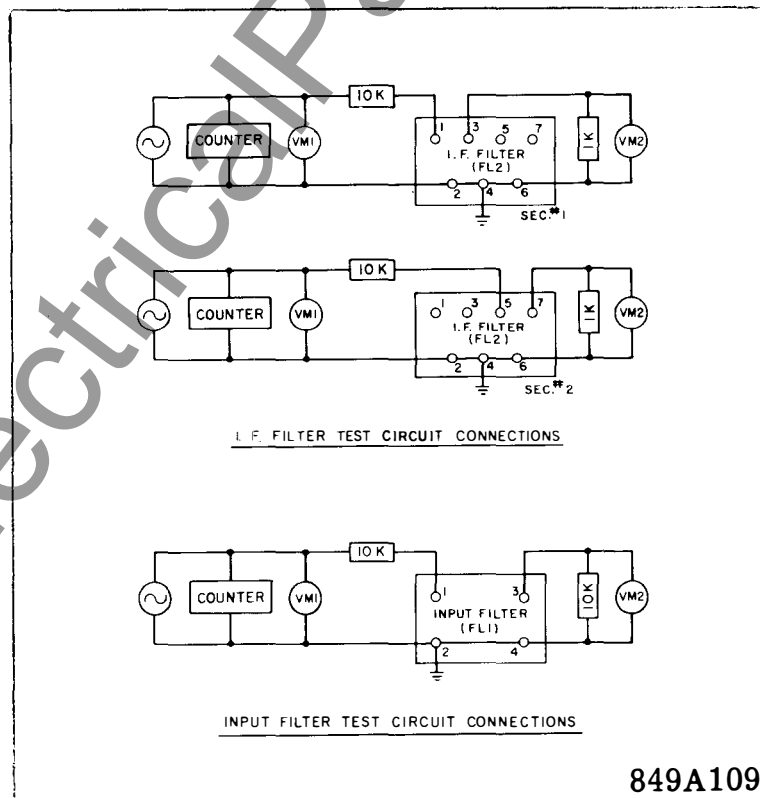 10K
COUNTER
VM1
1 3 5 7
I.F. FILTER
(FL2)
2 4 6
1K
VM2
SEC.#1
10K
COUNTER
VM1
1 3 5 7
I.F. FILTER
(FL2)
2 4 6
1K
VM2
SEC.#2
I.F. FILTER TEST CIRCUIT CONNECTIONS
10K
COUNTER
VM1
1 3
INPUT FILTER
(FL1)
2 4
10K
VM2
INPUT FILTER TEST CIRCUIT CONNECTIONS
849A109
ectricalPa